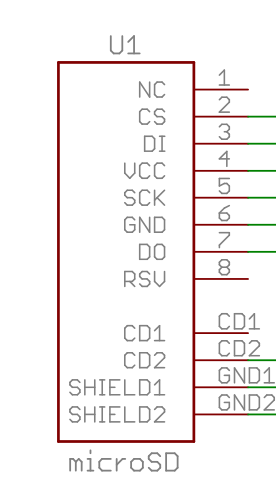 U1
NC 1
CS 2
DI 3
VCC 4
SCK 5
GND 6
DO 7
RSV 8
CD1 CD1
CD2 CD2
SHIELD1 GND1
SHIELD2 GND2
microSD